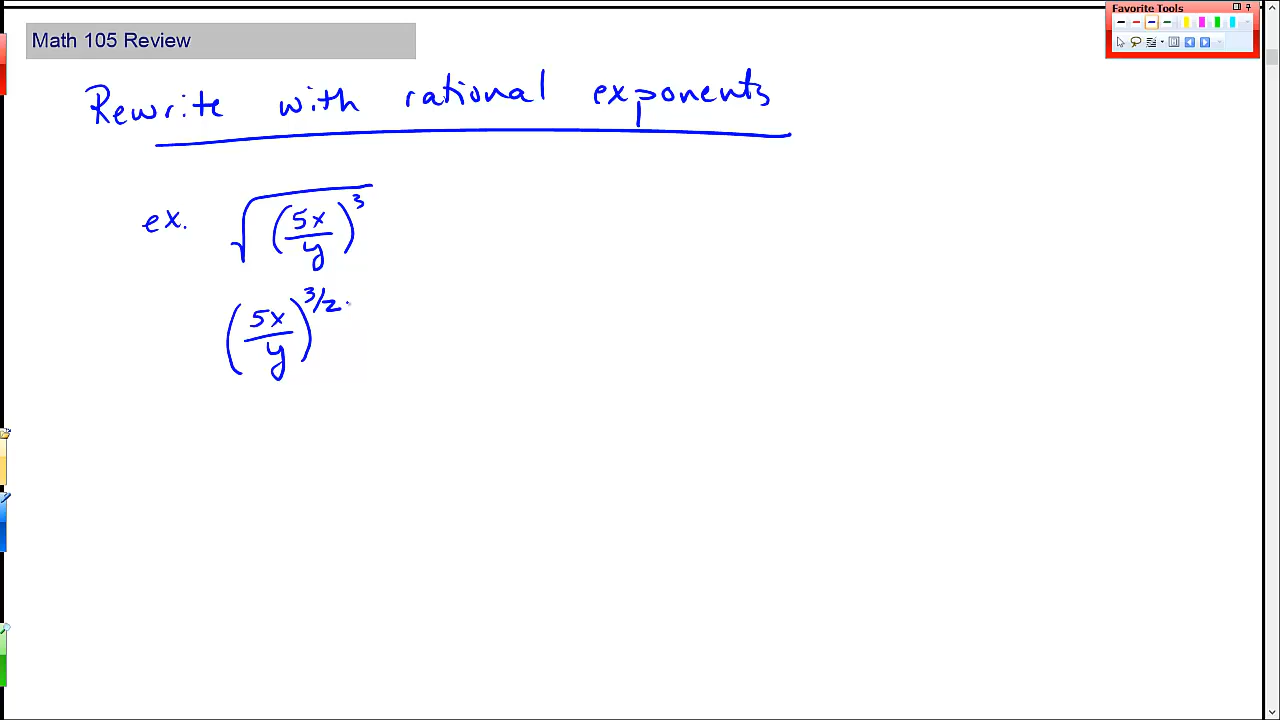 Favorite Tools
Math 105 Review
Rewrite with rational exponents
ex. √(5x/y)³
(5x/y)^3/2